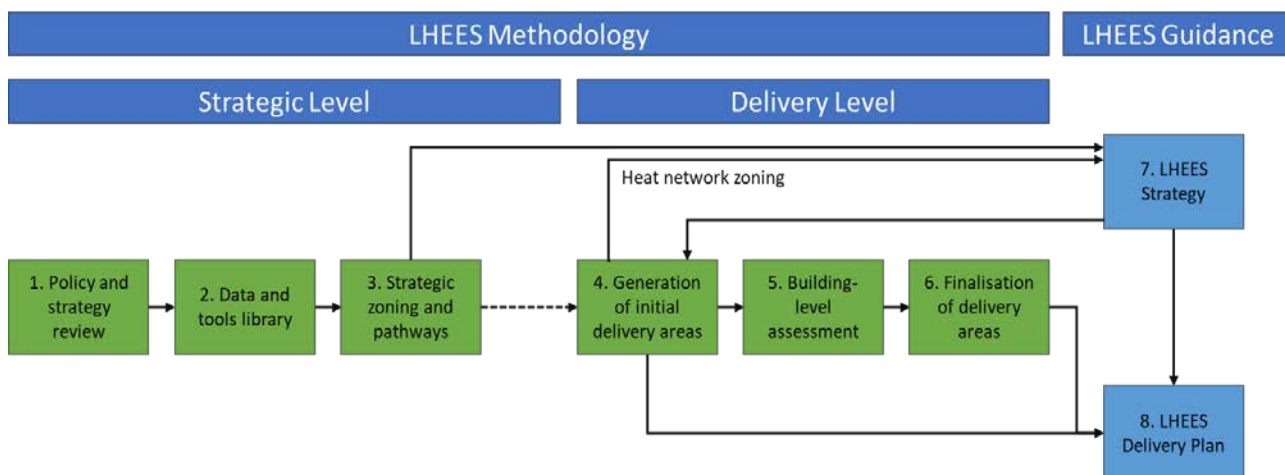 LHEES Methodology
LHEES Guidance
Strategic Level
Delivery Level
Heat network zoning
7. LHEES
Strategy
1. Policy and
strategy
review
2. Data and
tools library
3. Strategic
zoning and
pathways
4. Generation
of initial
delivery areas
5. Building-
level
assessment
6. Finalisation
of delivery
areas
8. LHEES
Delivery Plan